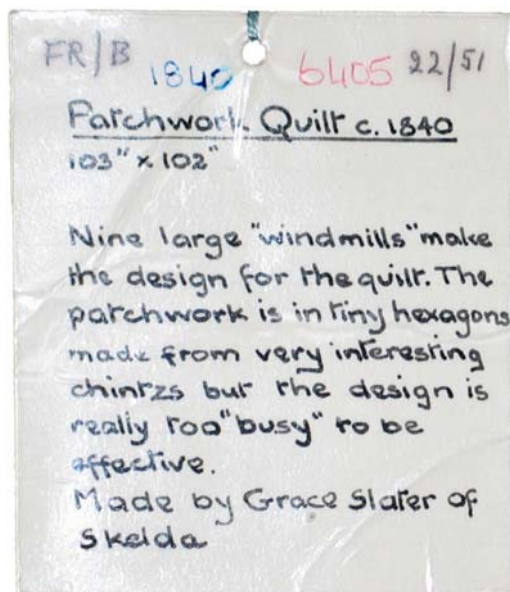 FR/B 1840 6405 22/51
Patchwork Quilt c. 1840
103" x 102"
Nine large "windmills" make
the design for the quilt. The
patchwork is in tiny hexagons
made from very interesting
chintzs but the design is
really too "busy" to be
effective.
Made by Grace Slater of
Skelda